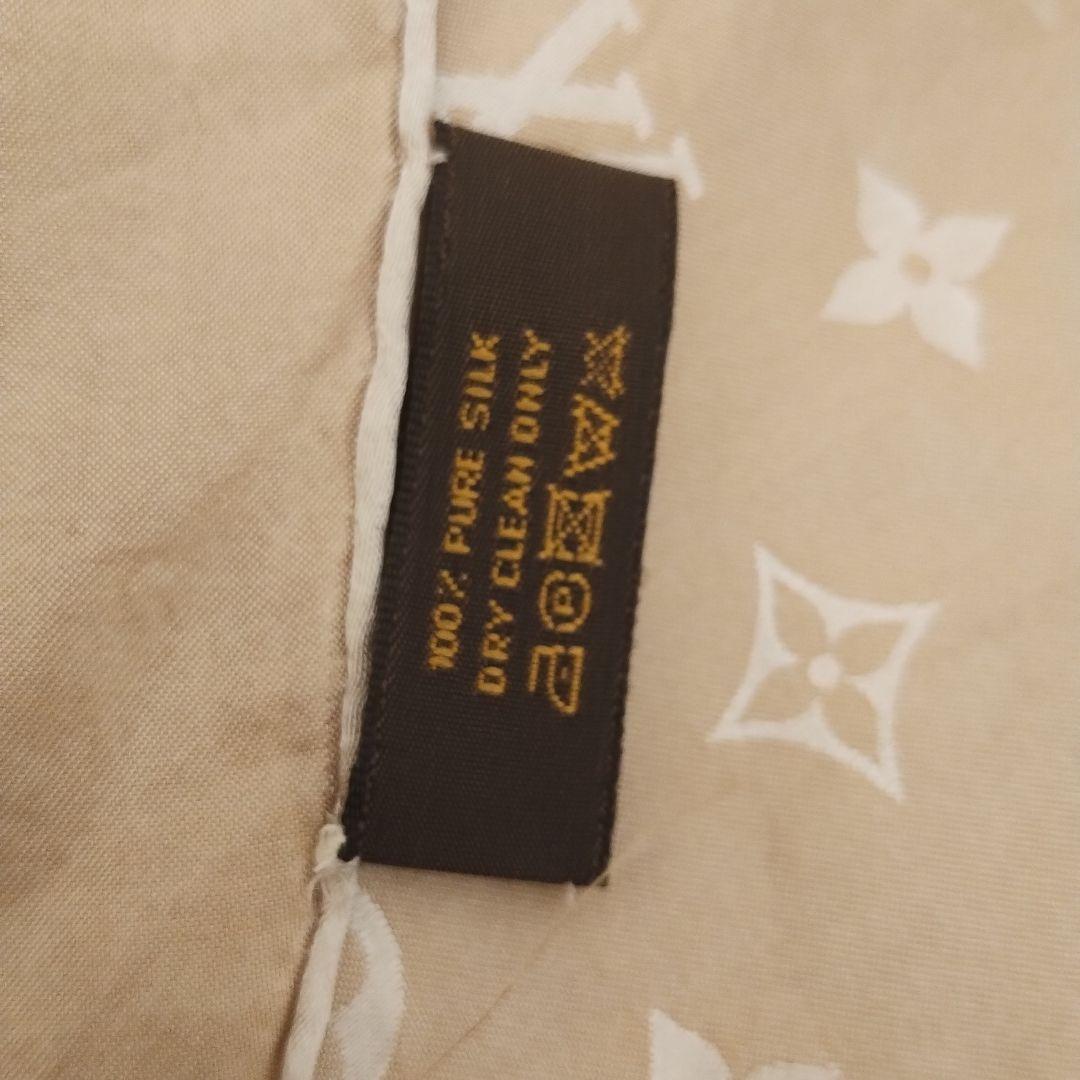 100% PURE SILK
DRY CLEAN ONLY
P